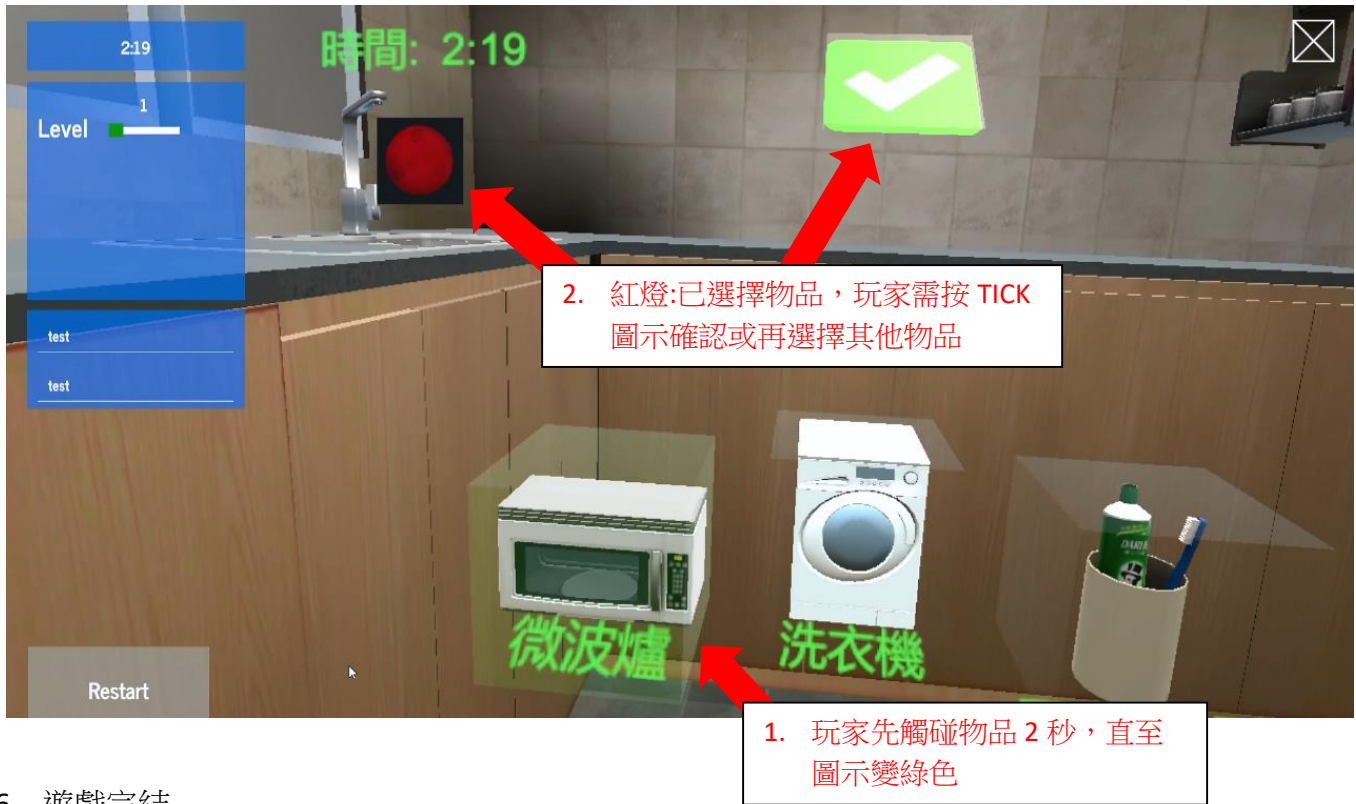 2:19
時間: 2:19
1
Level
test
test
2. 紅燈:已選擇物品，玩家需按 TICK
圖示確認或再選擇其他物品
微波爐
洗衣機
Restart
1. 玩家先觸碰物品 2 秒，直至
圖示變綠色